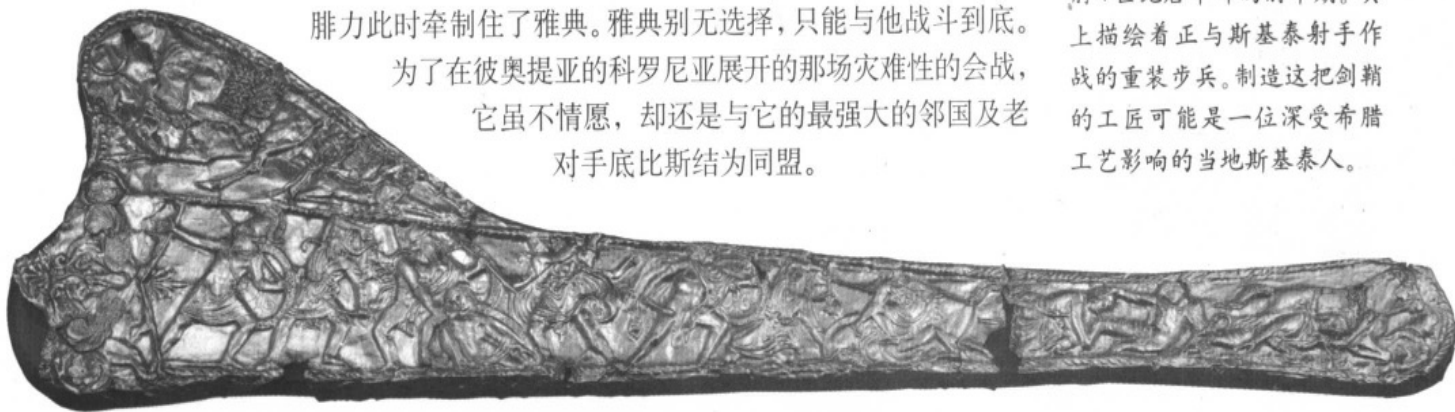 腓力此时牵制住了雅典。雅典别无选择，只能与他战斗到底。
为了在彼奥提亚的科罗尼亚展开的那场灾难性的会战，
它虽不情愿，却还是与它的最强大的邻国及老
对手底比斯结为同盟。
上描绘着正与斯基泰射手作
战的重装步兵。制造这把剑鞘
的工匠可能是一位深受希腊
工艺影响的当地斯基泰人。